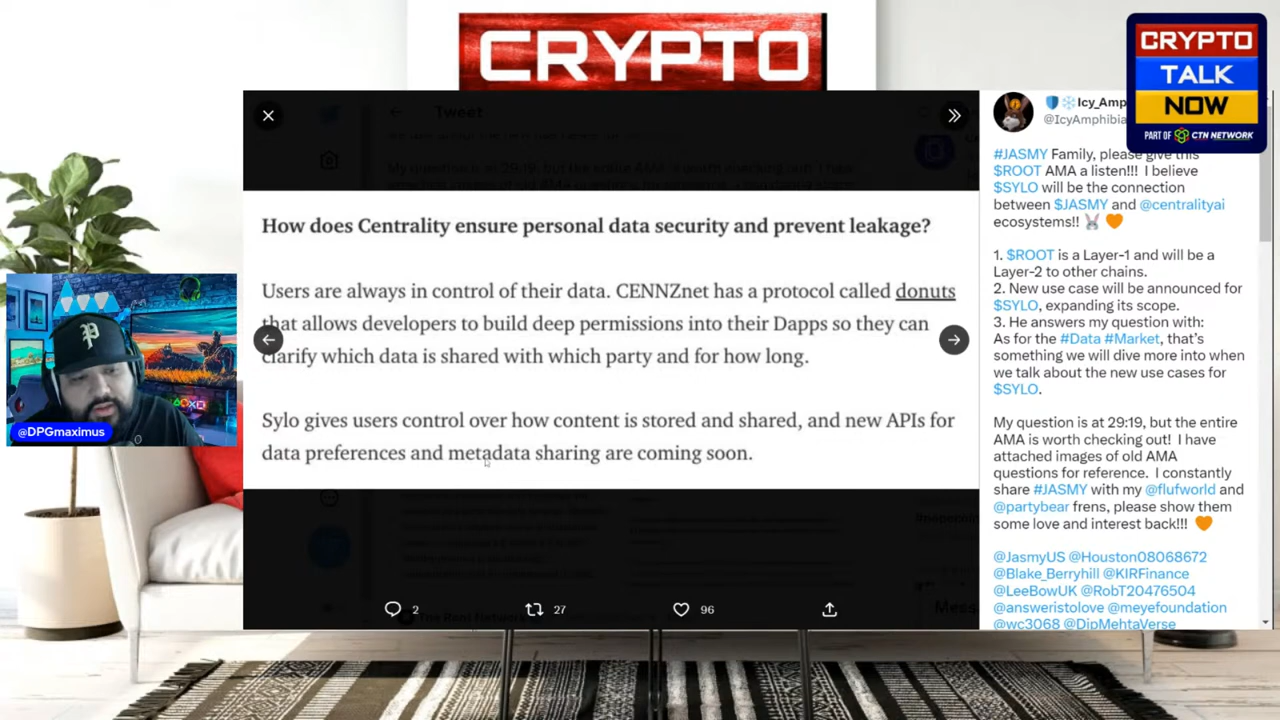 CRYPTO
CRYPTO
TALK
NOW
PART OF CTN NETWORK
Tweet
How does Centrality ensure personal data security and prevent leakage?
Users are always in control of their data. CENNZnet has a protocol called donuts
that allows developers to build deep permissions into their Dapps so they can
clarify which data is shared with which party and for how long.
Sylo gives users control over how content is stored and shared, and new APIs for
data preferences and metadata sharing are coming soon.
2
27
96
@DPGmaximus
Icy_Amp
@IcyAmphibia
#JASMY Family, please give this
$ROOT AMA a listen!!! I believe
$SYLO will be the connection
between $JASMY and @centralityai
ecosystems!! 🐰 🧡
1. $ROOT is a Layer-1 and will be a
Layer-2 to other chains.
2. New use case will be announced for
$SYLO, expanding its scope.
3. He answers my question with:
As for the #Data #Market, that's
something we will dive more into when
we talk about the new use cases for
$SYLO.
My question is at 29:19, but the entire
AMA is worth checking out! I have
attached images of old AMA
questions for reference. I constantly
share #JASMY with my @flufworld and
@partybear frens, please show them
some love and interest back!!! 🧡
@JasmyUS @Houston08068672
@Blake_Berryhill @KIRFinance
@LeeBowUK @RobT20476504
@answeristolove @meyefoundation
@wc3068 @DipMehtaVerse